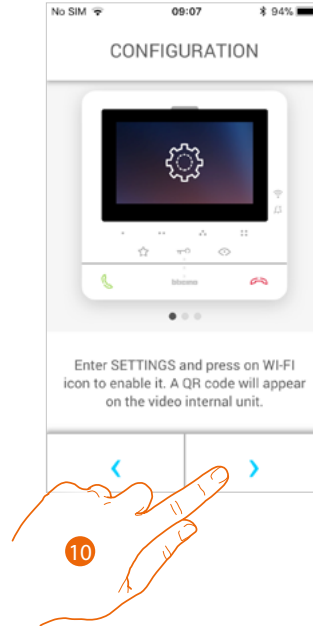 No SIM 09:07 94%
CONFIGURATION
bticino
Enter SETTINGS and press on WI-FI
icon to enable it. A QR code will appear
on the video internal unit.
10